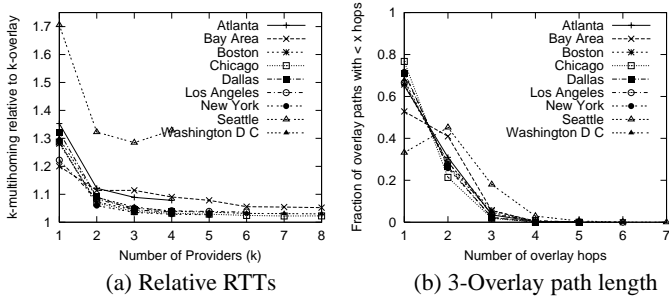 k-multihoming relative to k-overlay
1.7
1.6
1.5
1.4
1.3
1.2
1.1
1
1 2 3 4 5 6 7 8
Number of Providers (k)
Atlanta
Bay Area
Boston
Chicago
Dallas
Los Angeles
New York
Seattle
Washington D C
(a) Relative RTTs
Fraction of overlay paths with < x hops
1
0.8
0.6
0.4
0.2
0
1 2 3 4 5 6 7
Number of overlay hops
Atlanta
Bay Area
Boston
Chicago
Dallas
Los Angeles
New York
Seattle
Washington D C
(b) 3-Overlay path length